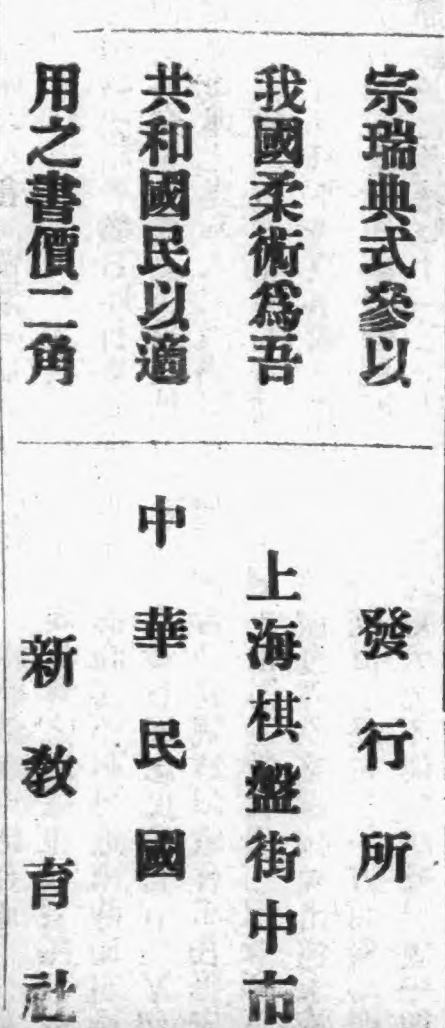 宗瑞典式參以
我國柔術爲吾
共和國民以適
用之書價二角
發行所
上海棋盤街中市
中華民國
新教育社